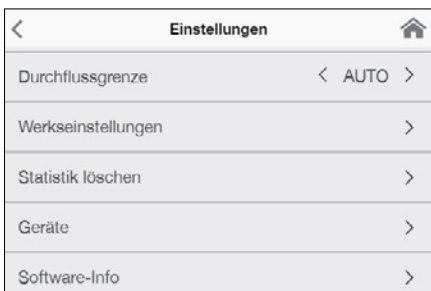 Einstellungen
Durchflussgrenze AUTO
Werkseinstellungen
Statistik löschen
Geräte
Software-Info